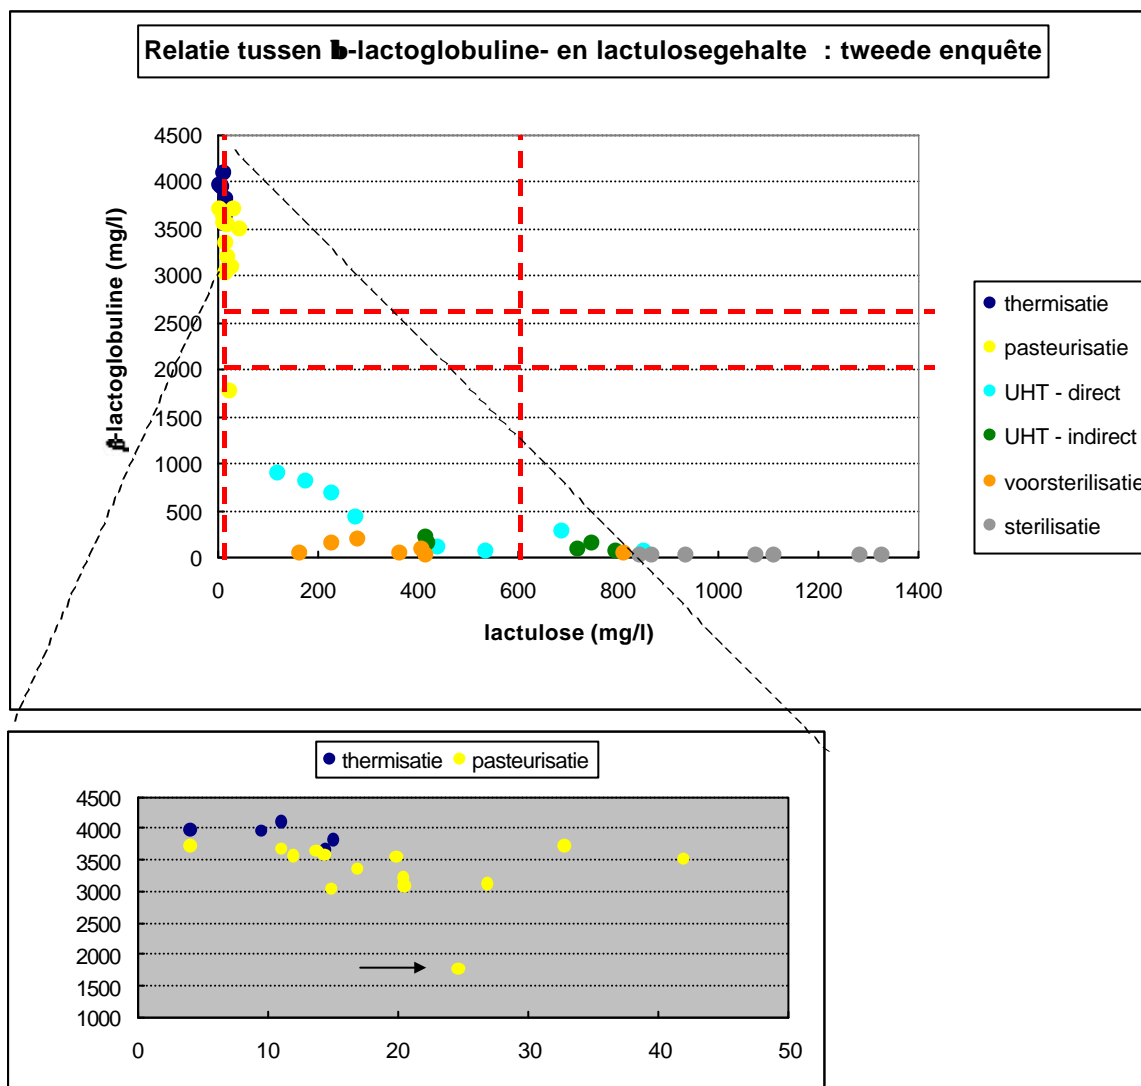 Relatie tussen b-lactoglobuline- en lactulosegehalte : tweede enquête
4500
4000
3500
3000
2500
2000
1500
1000
500
0
β-lactoglobuline (mg/l)
0 200 400 600 800 1000 1200 1400
lactulose (mg/l)
thermisatie
pasteurisatie
UHT - direct
UHT - indirect
voorsterilisatie
sterilisatie
thermisatie pasteurisatie
4500
4000
3500
3000
2500
2000
1500
1000
0 10 20 30 40 50